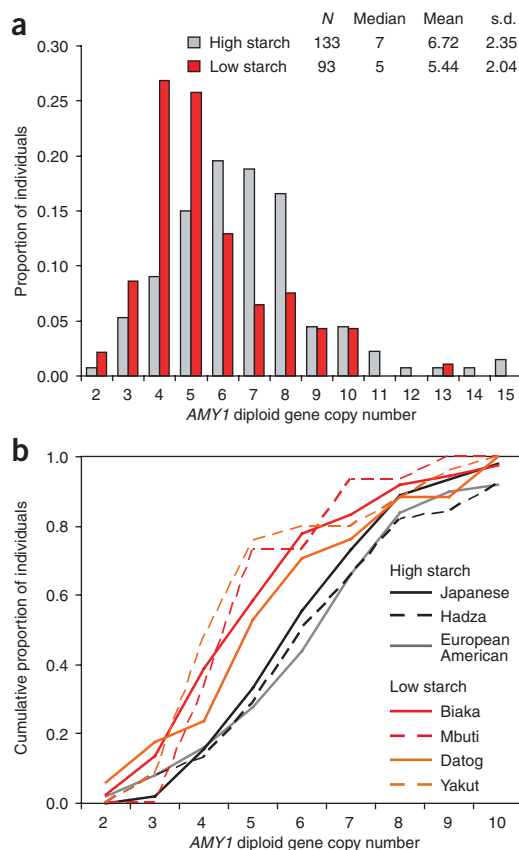 a
N Median Mean s.d.
High starch 133 7 6.72 2.35
Low starch 93 5 5.44 2.04
Proportion of individuals
0.30
0.25
0.20
0.15
0.10
0.05
0.00
2 3 4 5 6 7 8 9 10 11 12 13 14 15
AMY1 diploid gene copy number
b
Cumulative proportion of individuals
1.0
0.8
0.6
0.4
0.2
0.0
High starch
Japanese
Hadza
European
American
Low starch
Biaka
Mbuti
Datog
Yakut
2 3 4 5 6 7 8 9 10
AMY1 diploid gene copy number